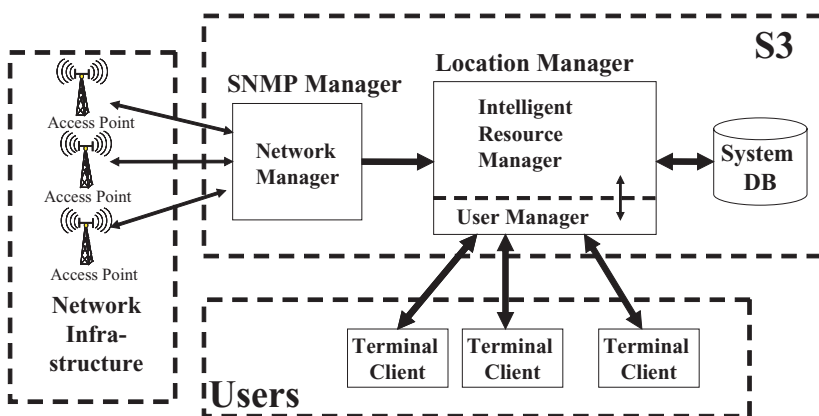 S3
SNMP Manager
Location Manager
Access Point
Access Point
Access Point
Network
Infra-
structure
Network
Manager
Intelligent
Resource
Manager
User Manager
System
DB
Terminal
Client
Terminal
Client
Terminal
Client
Users